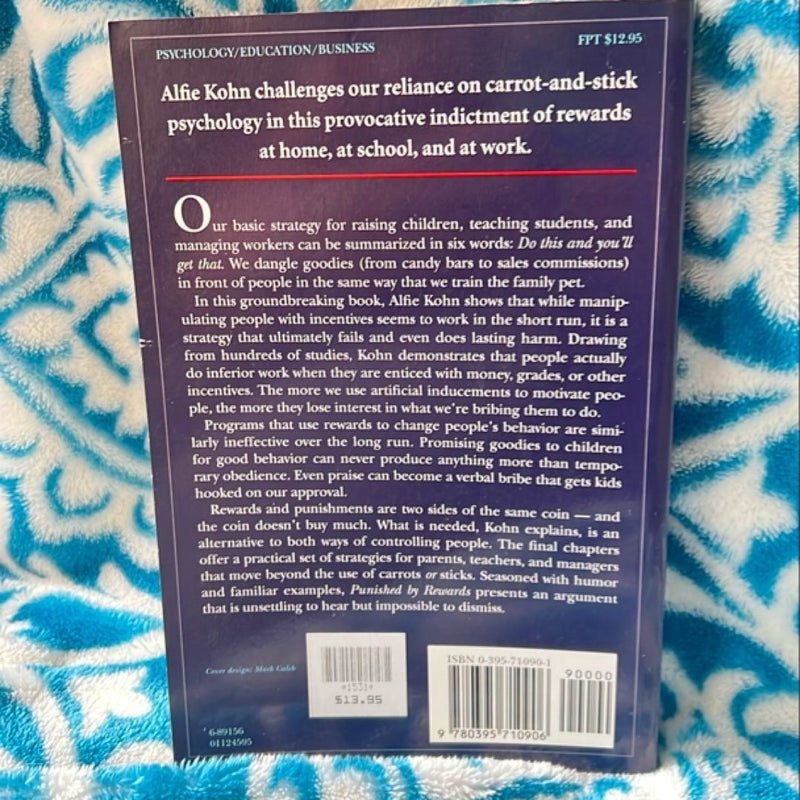 PSYCHOLOGY/EDUCATION/BUSINESS
FPT $12.95
Alfie Kohn challenges our reliance on carrot-and-stick
psychology in this provocative indictment of rewards
at home, at school, and at work.
Our basic strategy for raising children, teaching students, and
managing workers can be summarized in six words: Do this and you'll
get that. We dangle goodies (from candy bars to sales commissions)
in front of people in the same way that we train the family pet.
In this groundbreaking book, Alfie Kohn shows that while manip-
ulating people with incentives seems to work in the short run, it is a
strategy that ultimately fails and even does lasting harm. Drawing
from hundreds of studies, Kohn demonstrates that people actually
do inferior work when they are enticed with money, grades, or other
incentives. The more we use artificial inducements to motivate peo-
ple, the more they lose interest in what we're bribing them to do.
Programs that use rewards to change people's behavior are simi-
larly ineffective over the long run. Promising goodies to children
for good behavior can never produce anything more than tempo-
rary obedience. Even praise can become a verbal bribe that gets kids
hooked on our approval.
Rewards and punishments are two sides of the same coin — and
the coin doesn't buy much. What is needed, Kohn explains, is an
alternative to both ways of controlling people. The final chapters
offer a practical set of strategies for parents, teachers, and managers
that move beyond the use of carrots or sticks. Seasoned with humor
and familiar examples, Punished by Rewards presents an argument
that is unsettling to hear but impossible to dismiss.
Cover design: Mark Caleb
*1531*
$13.95
ISBN 0-395-71090-1
90000
9 780395 710906
6-89156
01124595